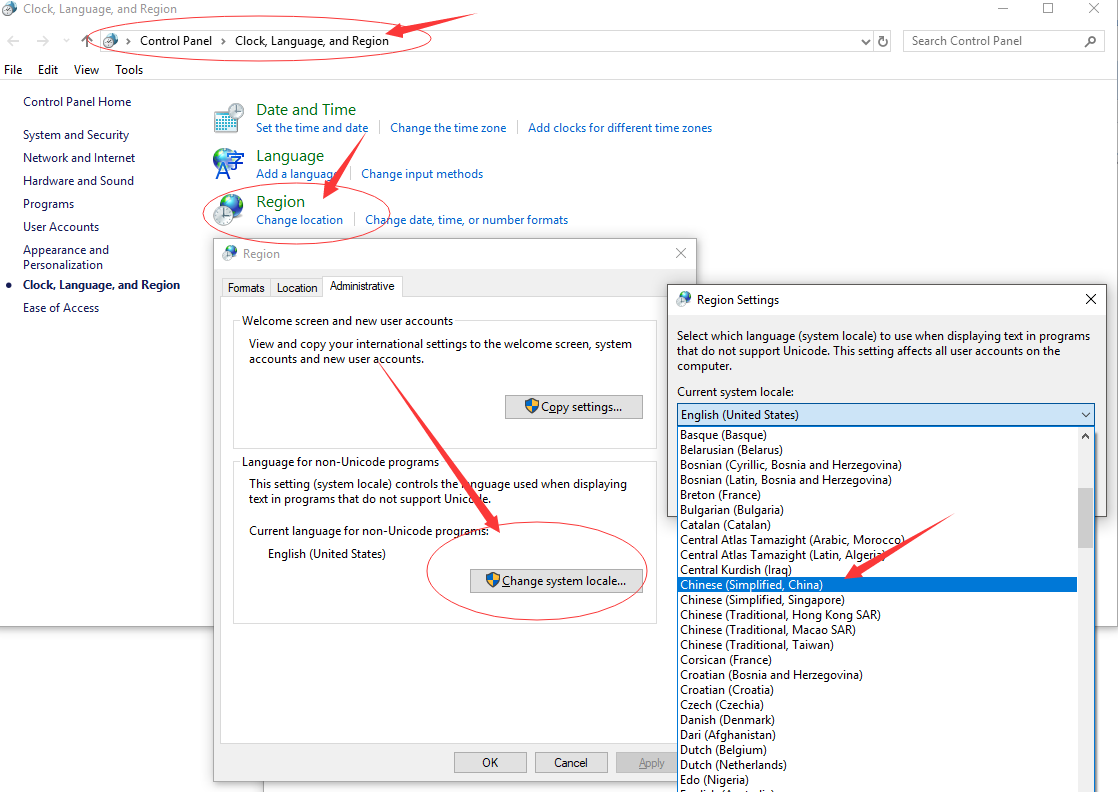 Clock, Language, and Region
Control Panel > Clock, Language, and Region
Search Control Panel
File Edit View Tools
Control Panel Home
System and Security
Network and Internet
Hardware and Sound
Programs
User Accounts
Appearance and
Personalization
Clock, Language, and Region
Ease of Access
Date and Time
Set the time and date Change the time zone Add clocks for different time zones
Language
Add a language Change input methods
Region
Change location Change date, time, or number formats
Region
Formats Location Administrative
Welcome screen and new user accounts
View and copy your international settings to the welcome screen, system
accounts and new user accounts.
Copy settings...
Language for non-Unicode programs
This setting (system locale) controls the language used when displaying
text in programs that do not support Unicode.
Current language for non-Unicode programs:
English (United States)
Change system locale...
OK Cancel Apply
Region Settings
Select which language (system locale) to use when displaying text in programs
that do not support Unicode. This setting affects all user accounts on the
computer.
Current system locale:
English (United States)
Basque (Basque)
Belarusian (Belarus)
Bosnian (Cyrillic, Bosnia and Herzegovina)
Bosnian (Latin, Bosnia and Herzegovina)
Breton (France)
Bulgarian (Bulgaria)
Catalan (Catalan)
Central Atlas Tamazight (Arabic, Morocco)
Central Atlas Tamazight (Latin, Algeria)
Central Kurdish (Iraq)
Chinese (Simplified, China)
Chinese (Simplified, Singapore)
Chinese (Traditional, Hong Kong SAR)
Chinese (Traditional, Macao SAR)
Chinese (Traditional, Taiwan)
Corsican (France)
Croatian (Bosnia and Herzegovina)
Croatian (Croatia)
Czech (Czechia)
Danish (Denmark)
Dari (Afghanistan)
Dutch (Belgium)
Dutch (Netherlands)
Edo (Nigeria)